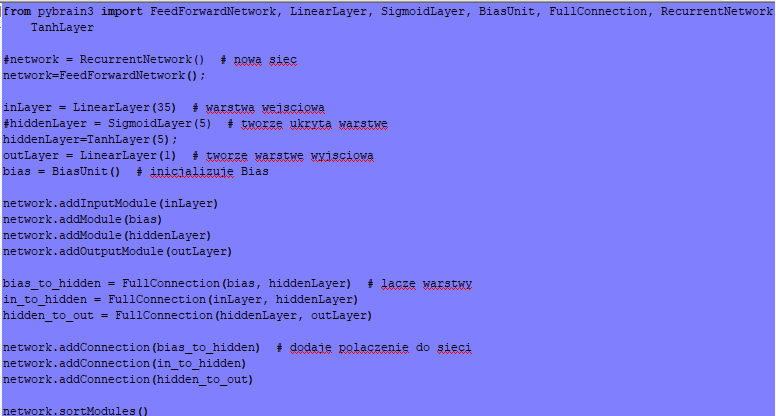 from pybrain3 import FeedForwardNetwork, LinearLayer, SigmoidLayer, BiasUnit, FullConnection, RecurrentNetwork
    TanhLayer
#network = RecurrentNetwork()  # nowa siec
network=FeedForwardNetwork();
inLayer = LinearLayer(35)  # warstwa wejsciowa
#hiddenLayer = SigmoidLayer(5)  # tworze ukryta warstwe
hiddenLayer=TanhLayer(5);
outLayer = LinearLayer(1)  # tworze warstwe wyjsciowa
bias = BiasUnit()  # inicjalizuje Bias
network.addInputModule(inLayer)
network.addModule(bias)
network.addModule(hiddenLayer)
network.addOutputModule(outLayer)
bias_to_hidden = FullConnection(bias, hiddenLayer)  # lacze warstwy
in_to_hidden = FullConnection(inLayer, hiddenLayer)
hidden_to_out = FullConnection(hiddenLayer, outLayer)
network.addConnection(bias_to_hidden)  # dodaje polaczenie do sieci
network.addConnection(in_to_hidden)
network.addConnection(hidden_to_out)
network.sortModules()